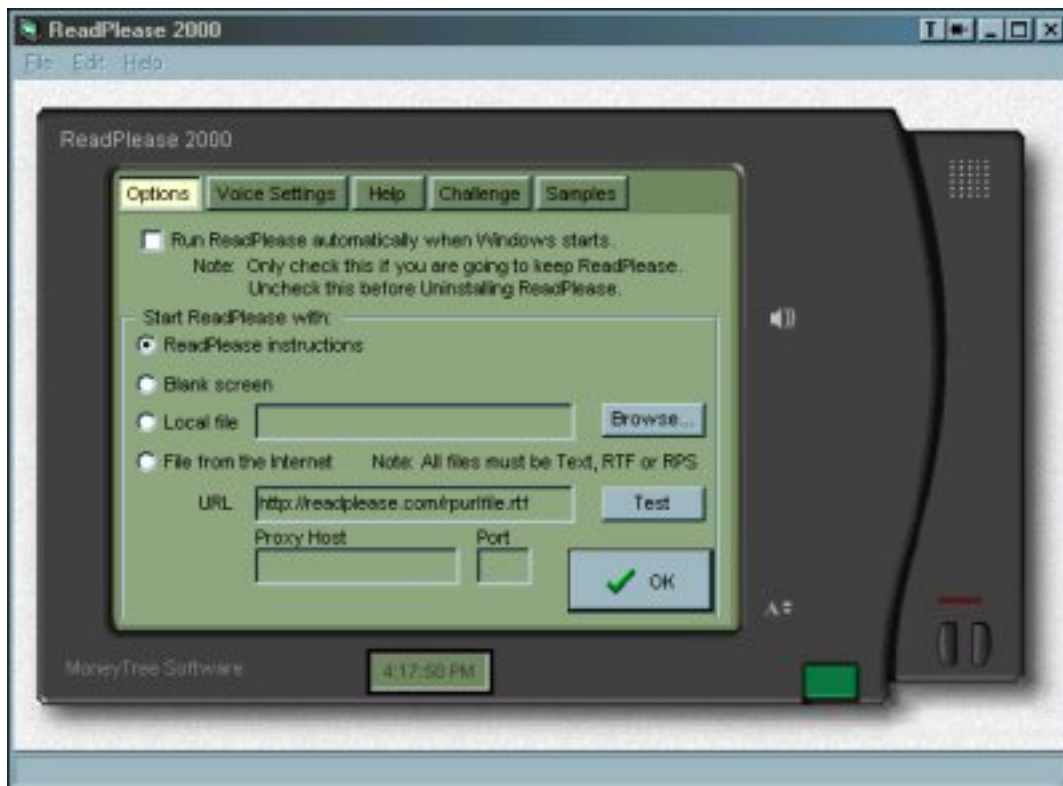 ReadPlease 2000
T
File Edit Help
ReadPlease 2000
Options Voice Settings Help Challenge Samples
Run ReadPlease automatically when Windows starts.
Note: Only check this if you are going to keep ReadPlease.
Uncheck this before Uninstalling ReadPlease.
Start ReadPlease with:
ReadPlease instructions
Blank screen
Local file Browse...
File from the Internet Note: All files must be Text, RTF or RPS
URL http://readplease.com/rpurlfile.rtf Test
Proxy Host Port
OK
A
MoneyTree Software 4:17:58 PM